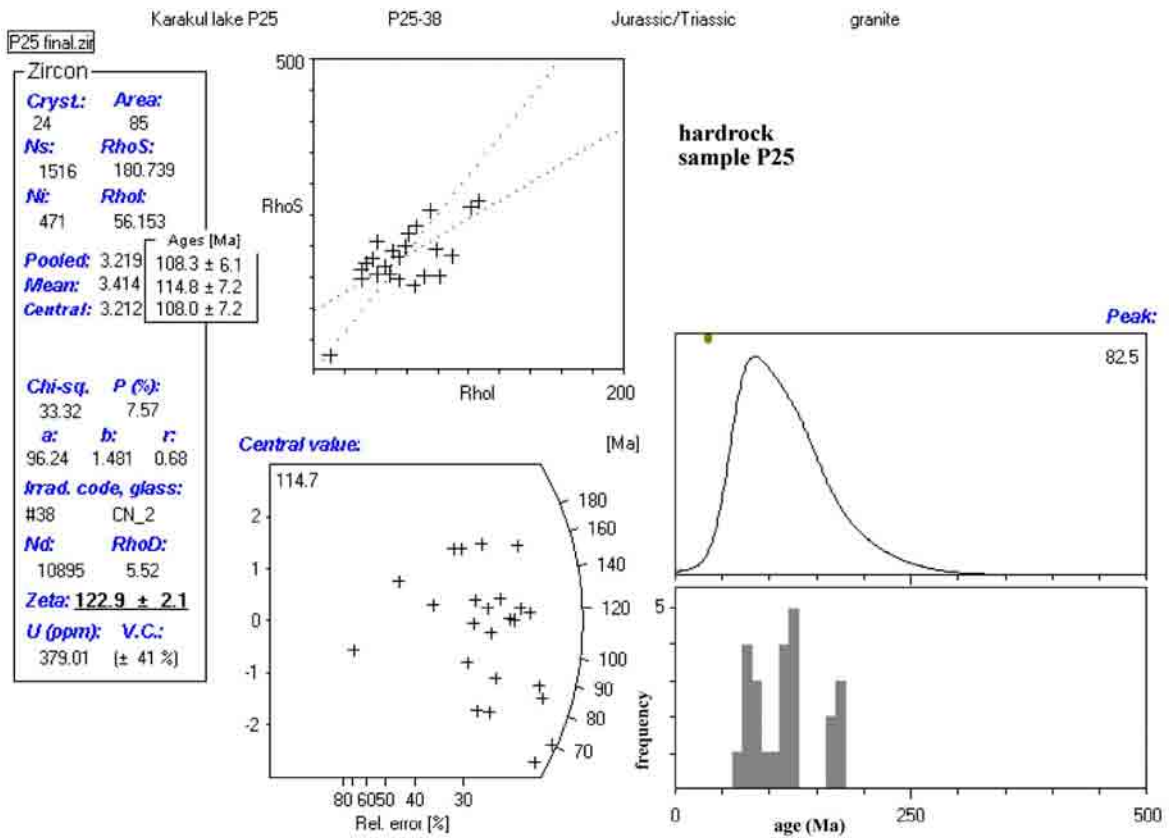 Karakul lake P25 P25-38 Jurassic/Triassic granite
P25 final.zir
Zircon
Cryst.: Area:
24 85
Ns: RhoS:
1516 180.739
Ni: RhoI:
471 56.153
Ages [Ma]
Pooled: 3.219 108.3 ± 6.1
Mean: 3.414 114.8 ± 7.2
Central: 3.212 108.0 ± 7.2
Chi-sq. P (%):
33.32 7.57
a: b: r:
96.24 1.481 0.68
Irrad. code, glass:
#38 CN_2
Nd: RhoD:
10895 5.52
Zeta: 122.9 ± 2.1
U (ppm): V.C.:
379.01 (± 41 %)
500
RhoS
RhoI
200
hardrock
sample P25
Central value:
[Ma]
114.7
2
1
0
-1
-2
180
160
140
120
100
90
80
70
80 60 50 40 30
Rel. error [%]
Peak:
82.5
5
frequency
0 250 500
age (Ma)